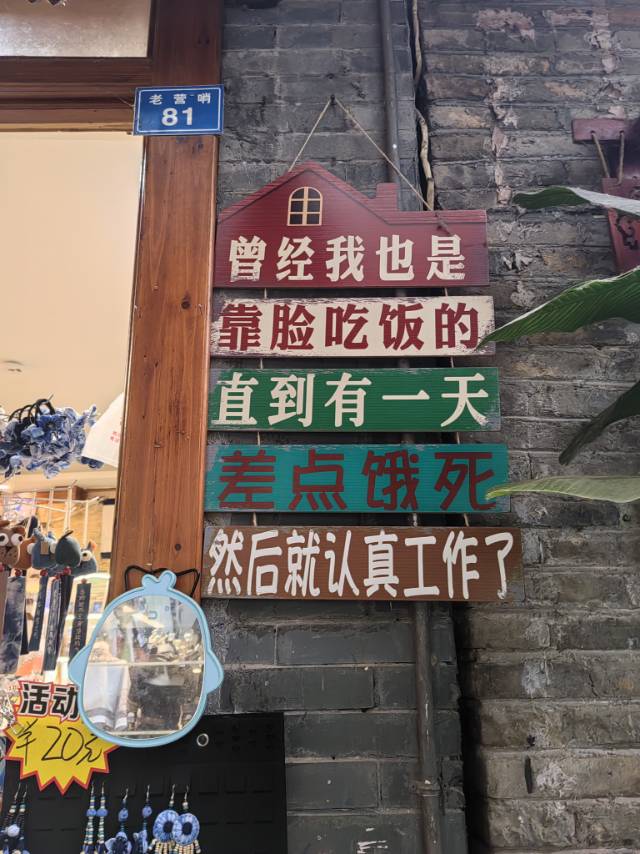 老营哨
81
曾经我也是
靠脸吃饭的
直到有一天
差点饿死
然后就认真工作了
活动
¥20元